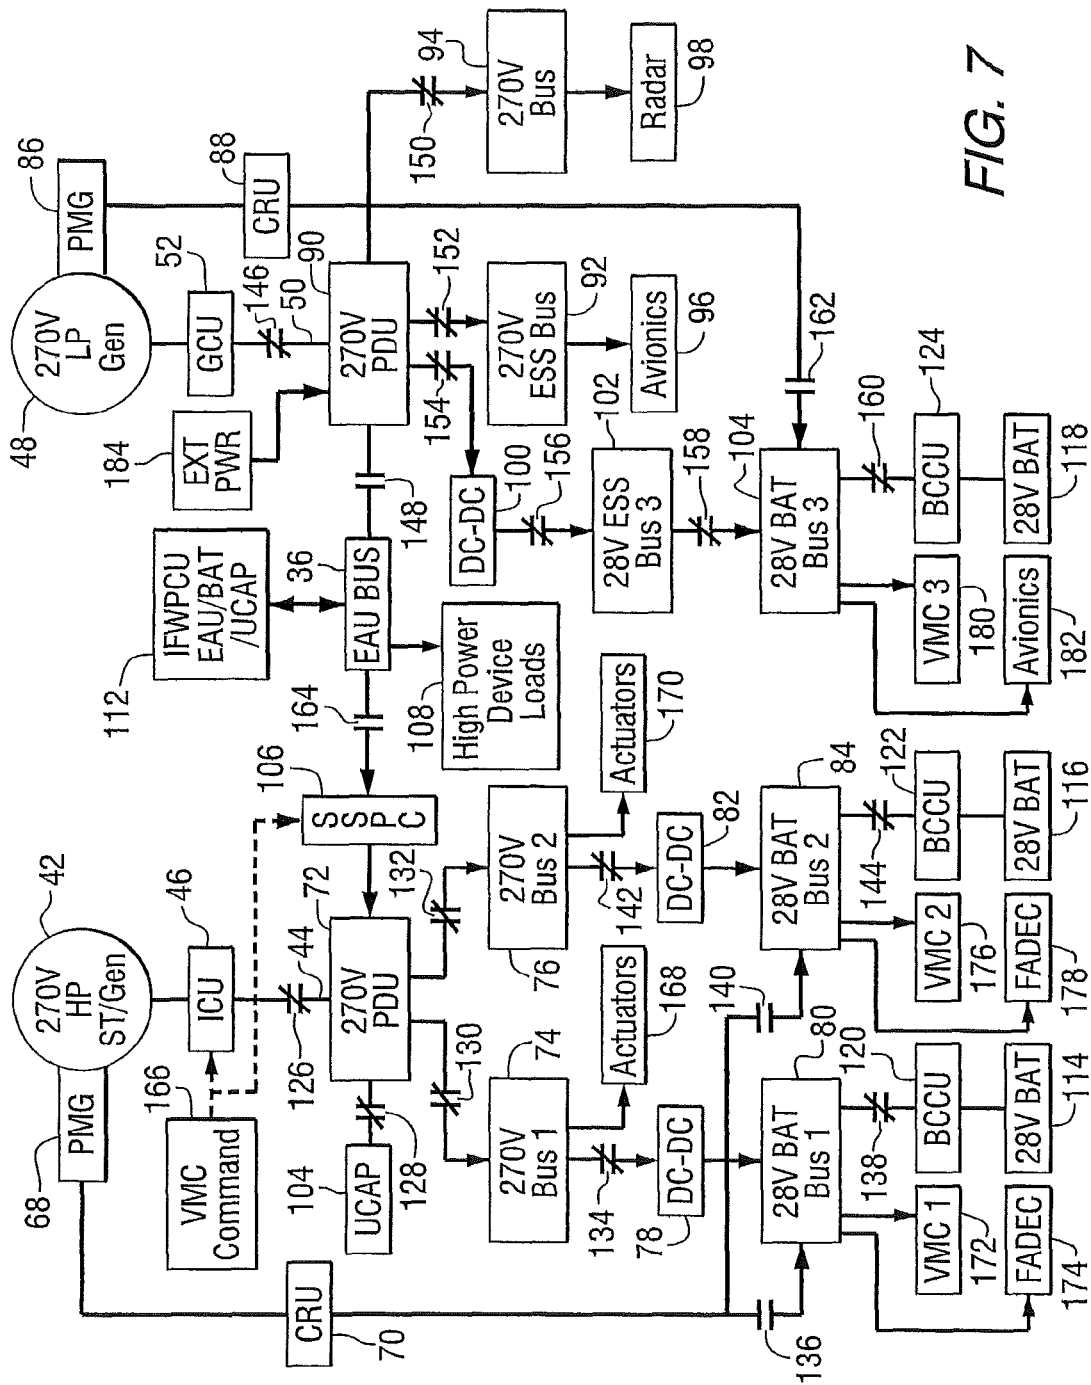 42
270V
HP
ST/Gen
PMG
68
ICU
46
166
VMC
Command
44
126
72
270V
PDU
106
SSPC
164
104
UCAP
128
130
132
CRU
70
74
270V
Bus 1
76
270V
Bus 2
134
168
Actuators
142
170
Actuators
78
DC-DC
DC-DC
82
136
140
80
28V BAT
Bus 1
84
28V BAT
Bus 2
138
120
144
122
VMC 1
172
BCCU
VMC 2
176
BCCU
FADEC
174
28V BAT
114
FADEC
178
28V BAT
116
48
270V
LP
Gen
PMG
86
GCU
52
CRU
88
184
EXT
PWR
146
50
112
IFWPCU
EAU/BAT
/UCAP
36
EAU BUS
148
90
270V
PDU
108
High Power
Device
Loads
154
152
150
94
270V
Bus
DC-DC
100
270V
ESS Bus
92
156
Radar
98
Avionics
96
102
28V ESS
Bus 3
158
104
28V BAT
Bus 3
162
160
124
VMC 3
180
BCCU
Avionics
182
28V BAT
118
FIG. 7